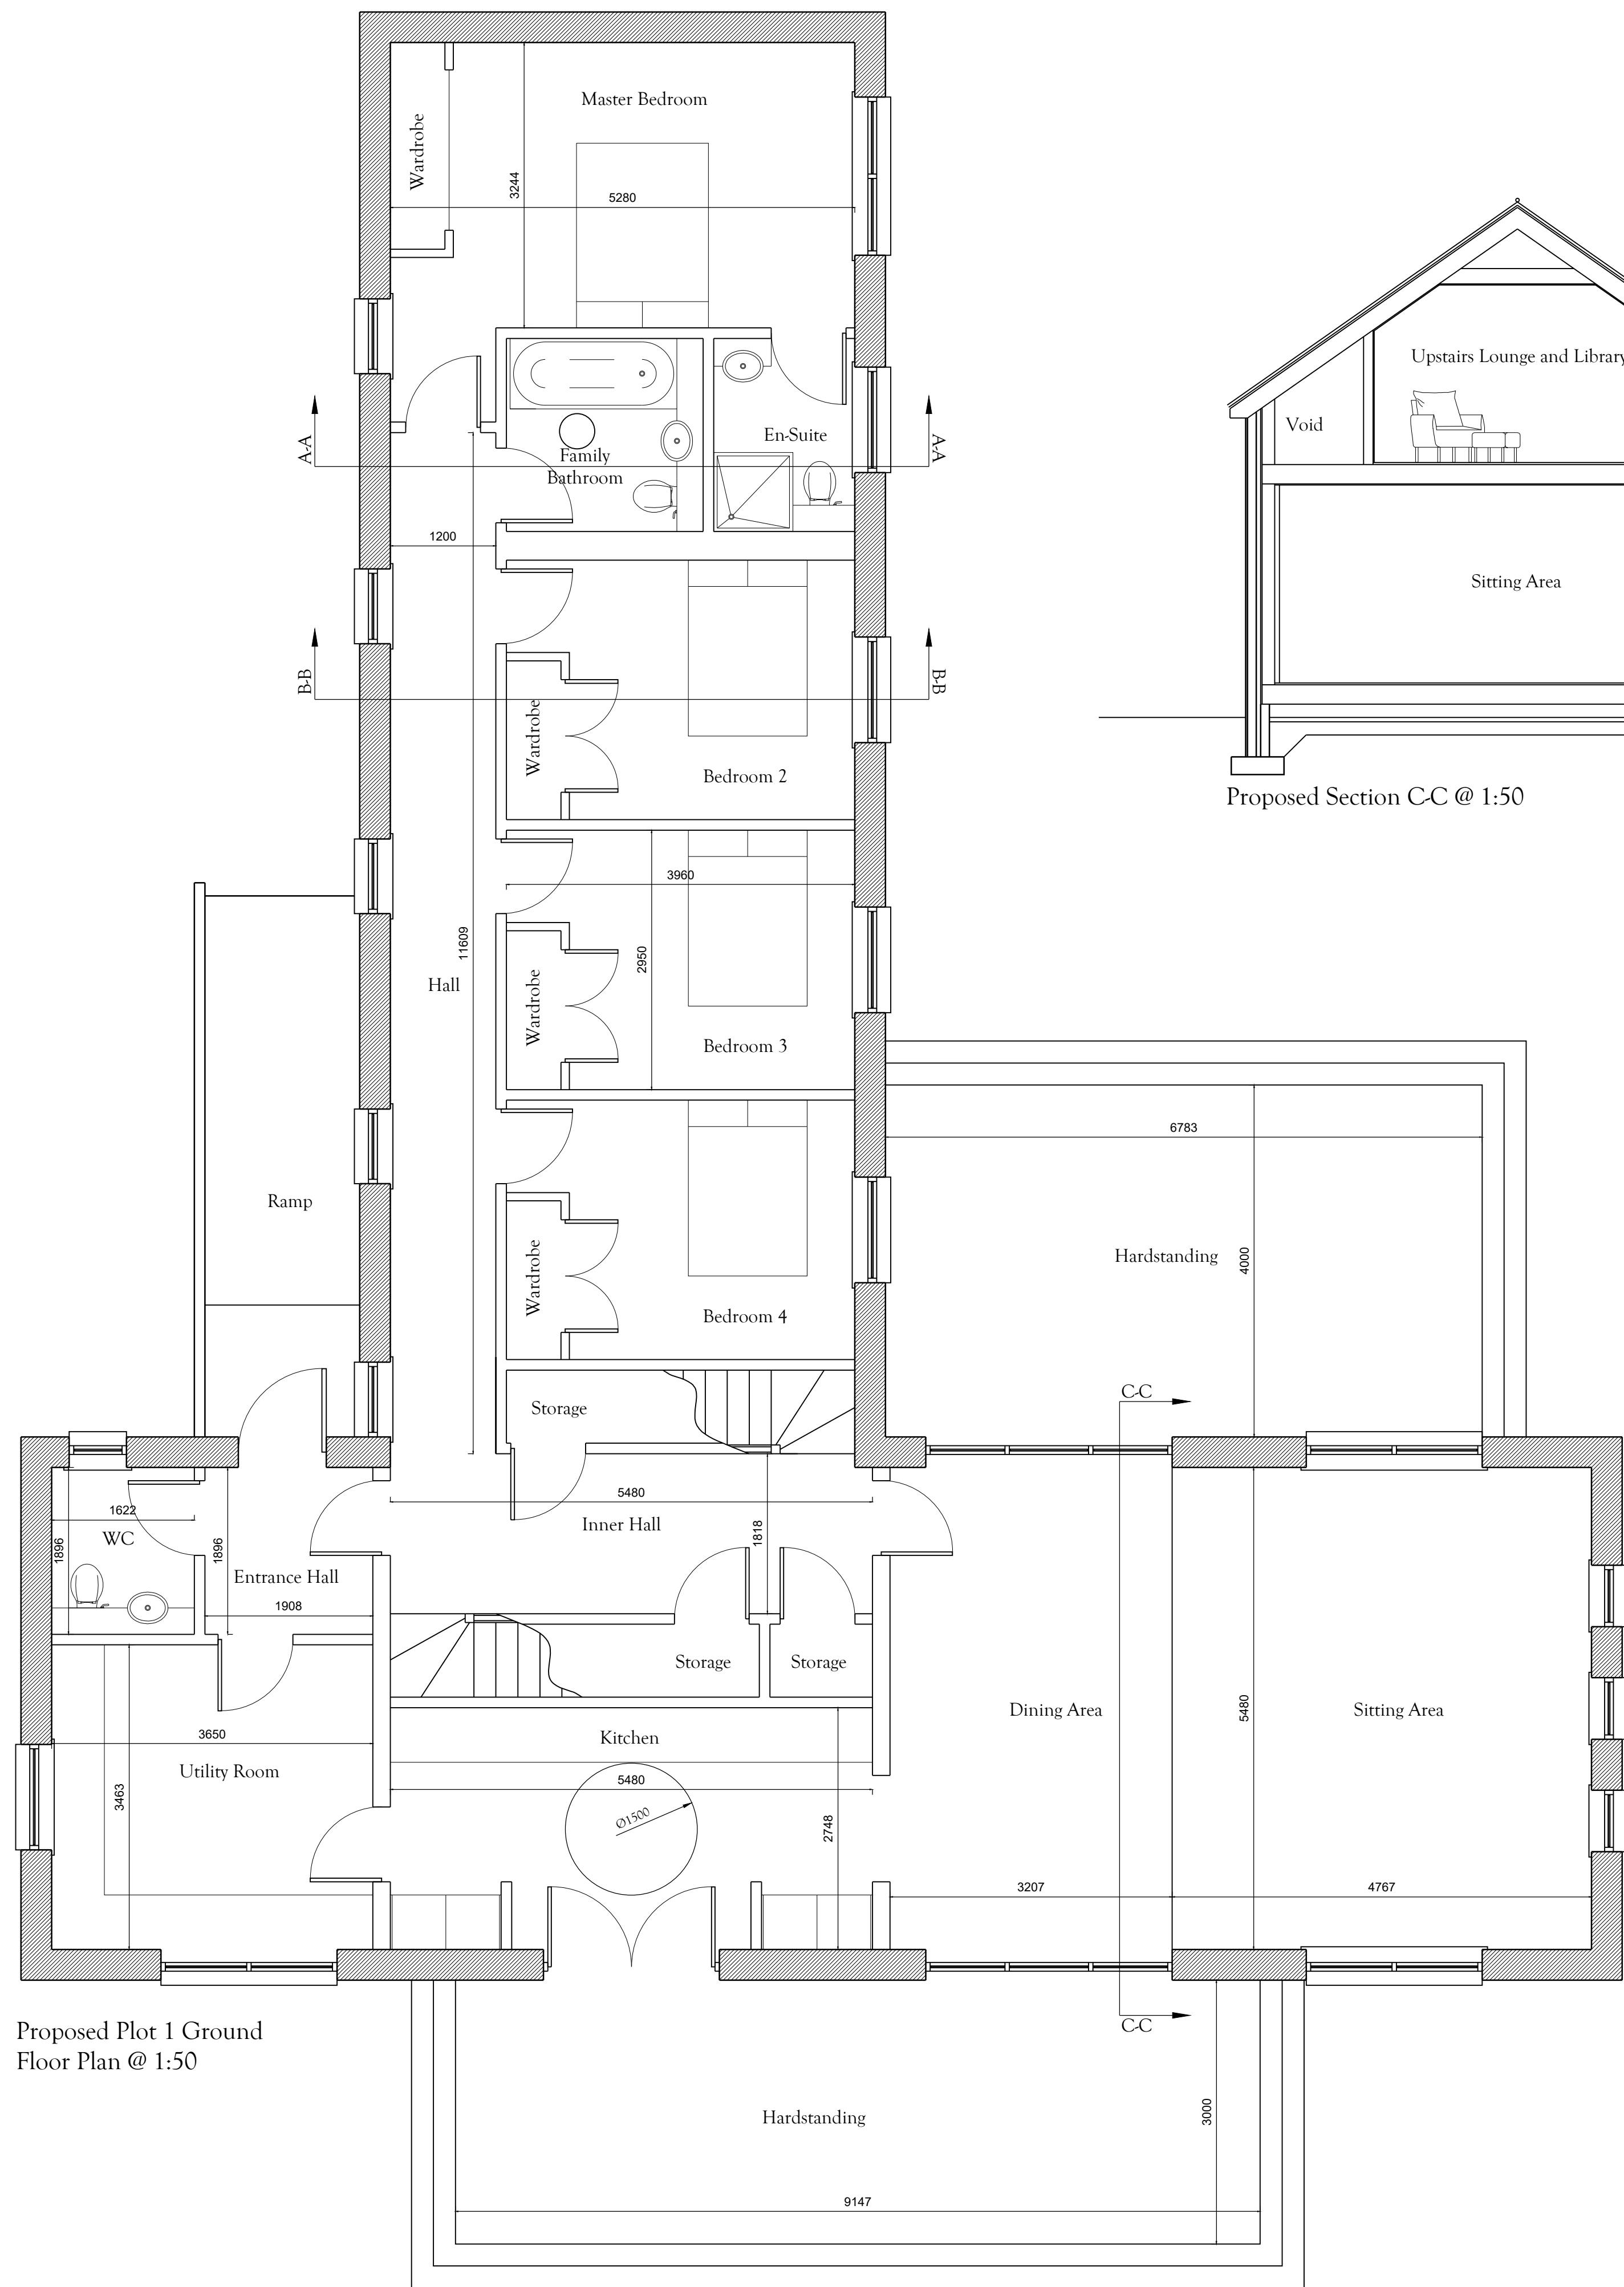 Master Bedroom
Wardrobe
3244
5280
Upstairs Lounge and Library
Void
A-A
A-A
En-Suite
Family
Bathroom
1200
Sitting Area
B-B
B-B
Wardrobe
Bedroom 2
Proposed Section C-C @ 1:50
3960
11609
2950
Hall
Wardrobe
Bedroom 3
6783
Ramp
Hardstanding
4000
Wardrobe
Bedroom 4
C-C
Storage
5480
1622
Inner Hall
WC
1896
1896
1818
Entrance Hall
1908
Storage
Storage
Dining Area
5480
Sitting Area
3650
Kitchen
Utility Room
5480
3463
Ø1500
2748
3207
4767
C-C
Proposed Plot 1 Ground
Floor Plan @ 1:50
Hardstanding
3000
9147